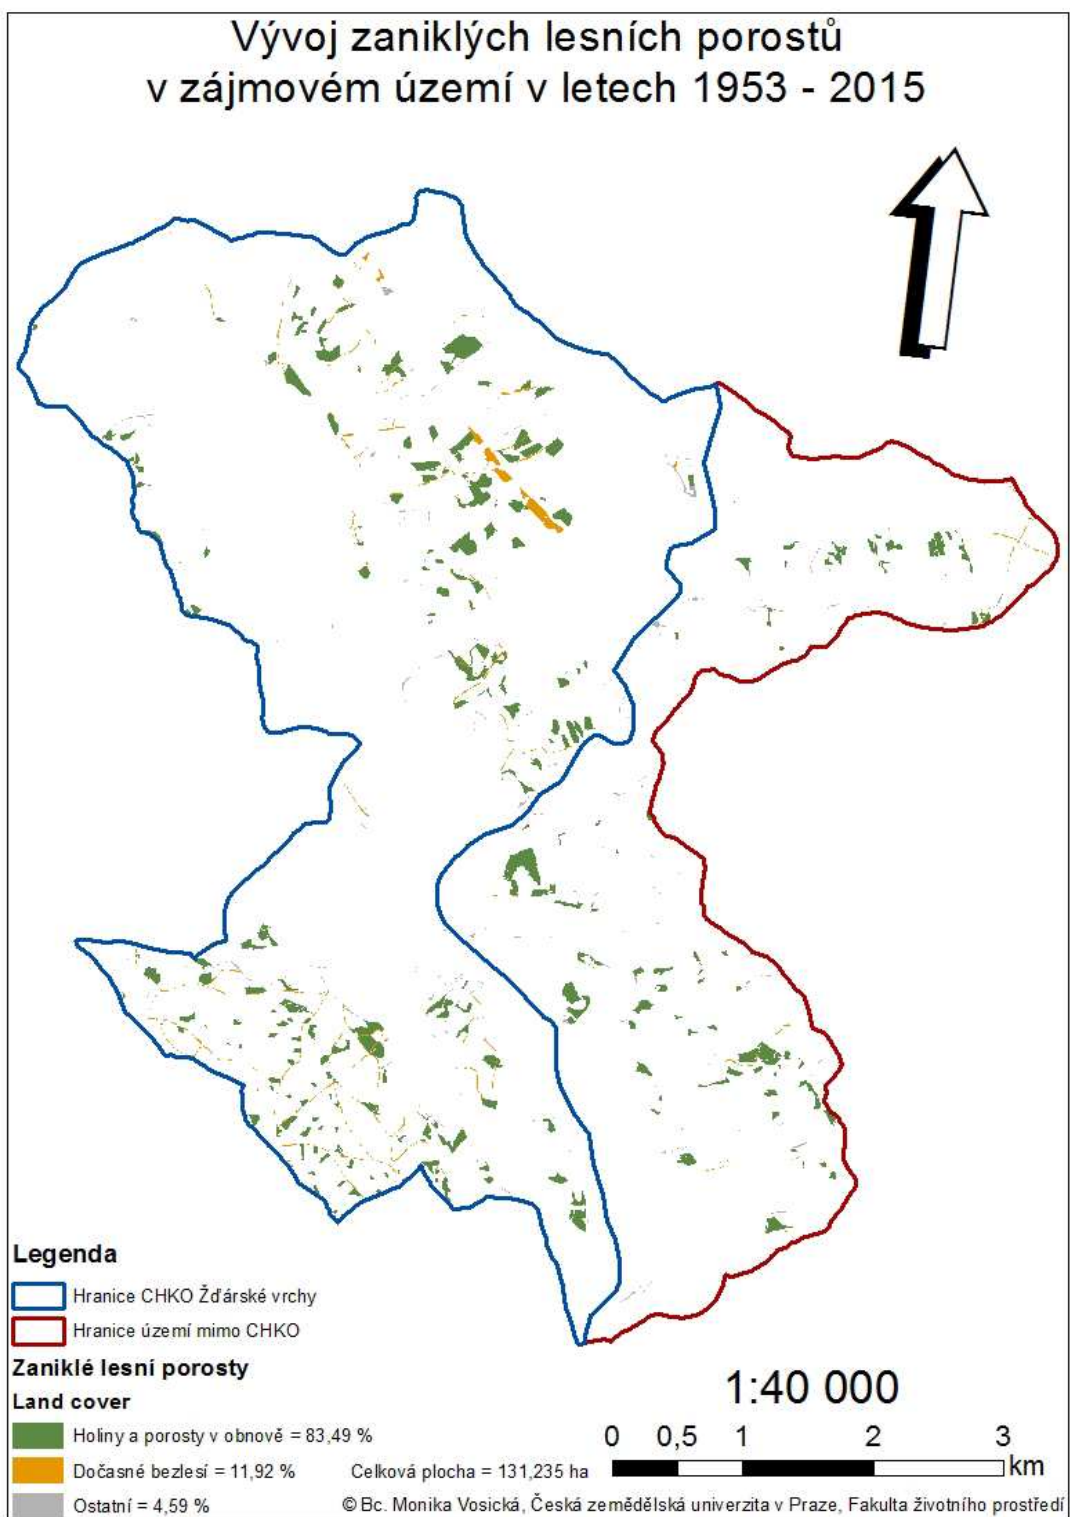 Vývoj zaniklých lesních porostů
v zájmovém území v letech 1953 - 2015
Legenda
Hranice CHKO Žďárské vrchy
Hranice území mimo CHKO
Zaniklé lesní porosty
Land cover
Holiny a porosty v obnově = 83,49 %
Dočasné bezlesí = 11,92 %
Ostatní = 4,59 %
Celková plocha = 131,235 ha
1:40 000
0 0,5 1 2 3
km
© Bc. Monika Vosická, Česká zemědělská univerzita v Praze, Fakulta životního prostředí